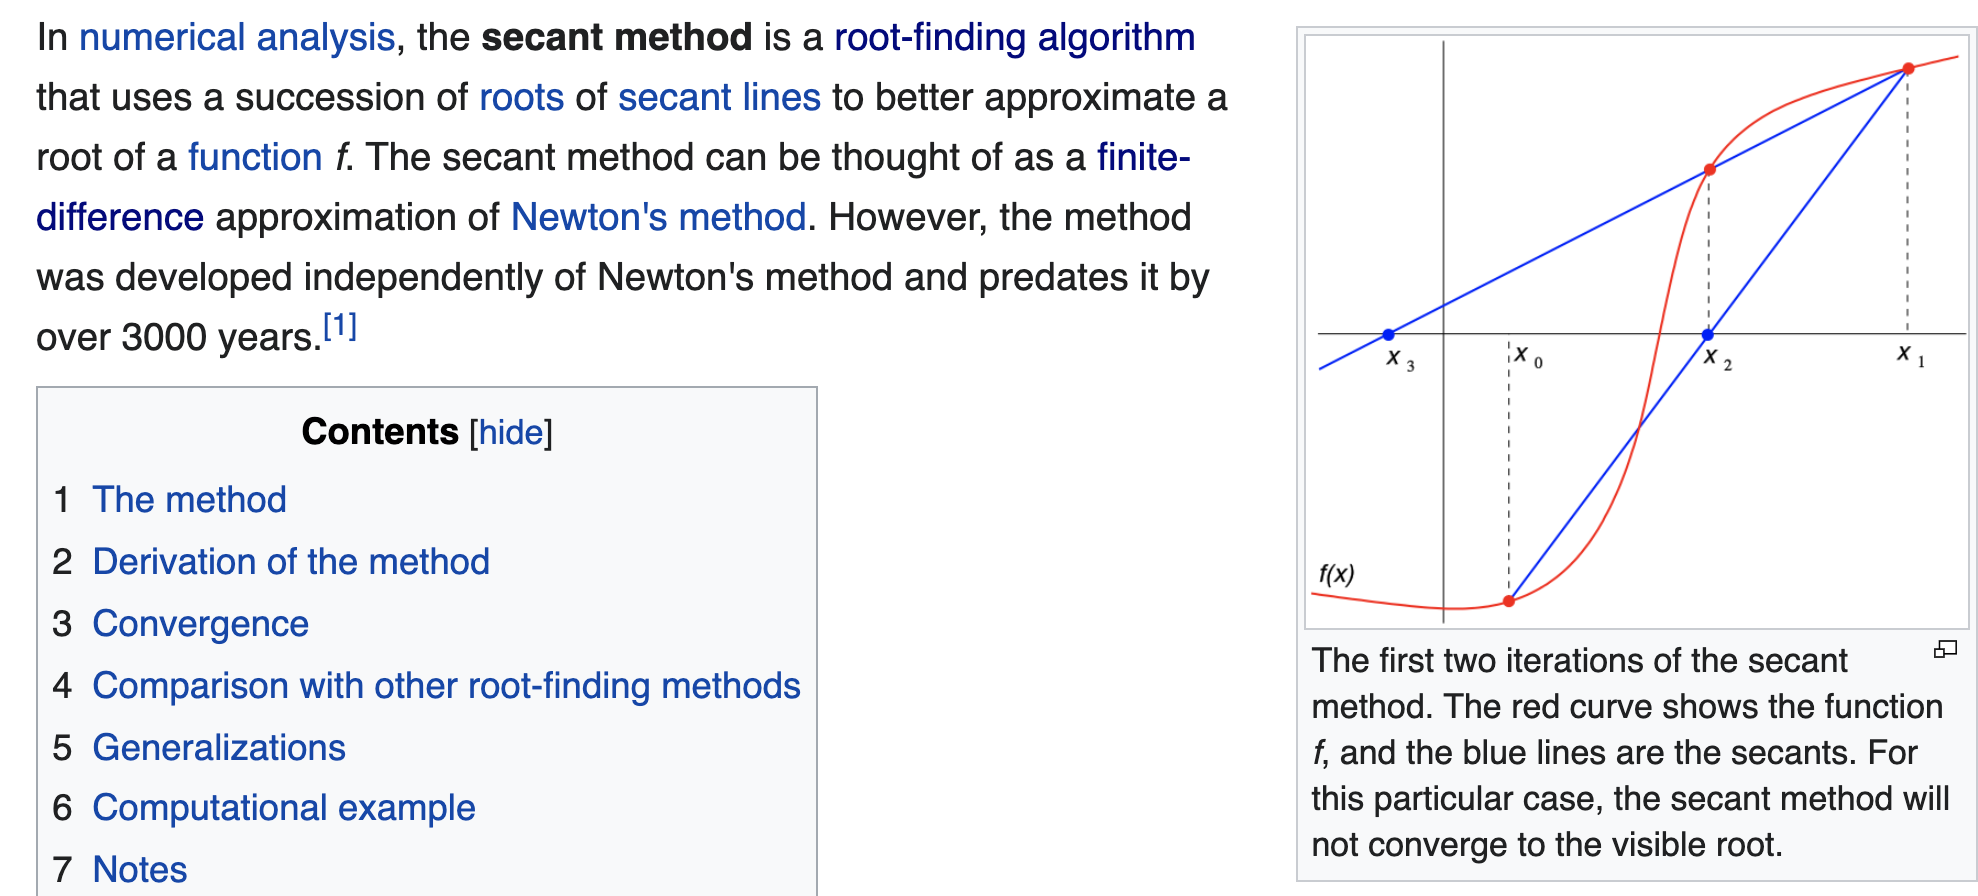 In numerical analysis, the secant method is a root-finding algorithm
that uses a succession of roots of secant lines to better approximate a
root of a function f. The secant method can be thought of as a finite-
difference approximation of Newton's method. However, the method
was developed independently of Newton's method and predates it by
over 3000 years.[1]
Contents [hide]
1 The method
2 Derivation of the method
3 Convergence
4 Comparison with other root-finding methods
5 Generalizations
6 Computational example
7 Notes
x 3
x 0
x 2
x 1
f(x)
The first two iterations of the secant
method. The red curve shows the function
f, and the blue lines are the secants. For
this particular case, the secant method will
not converge to the visible root.